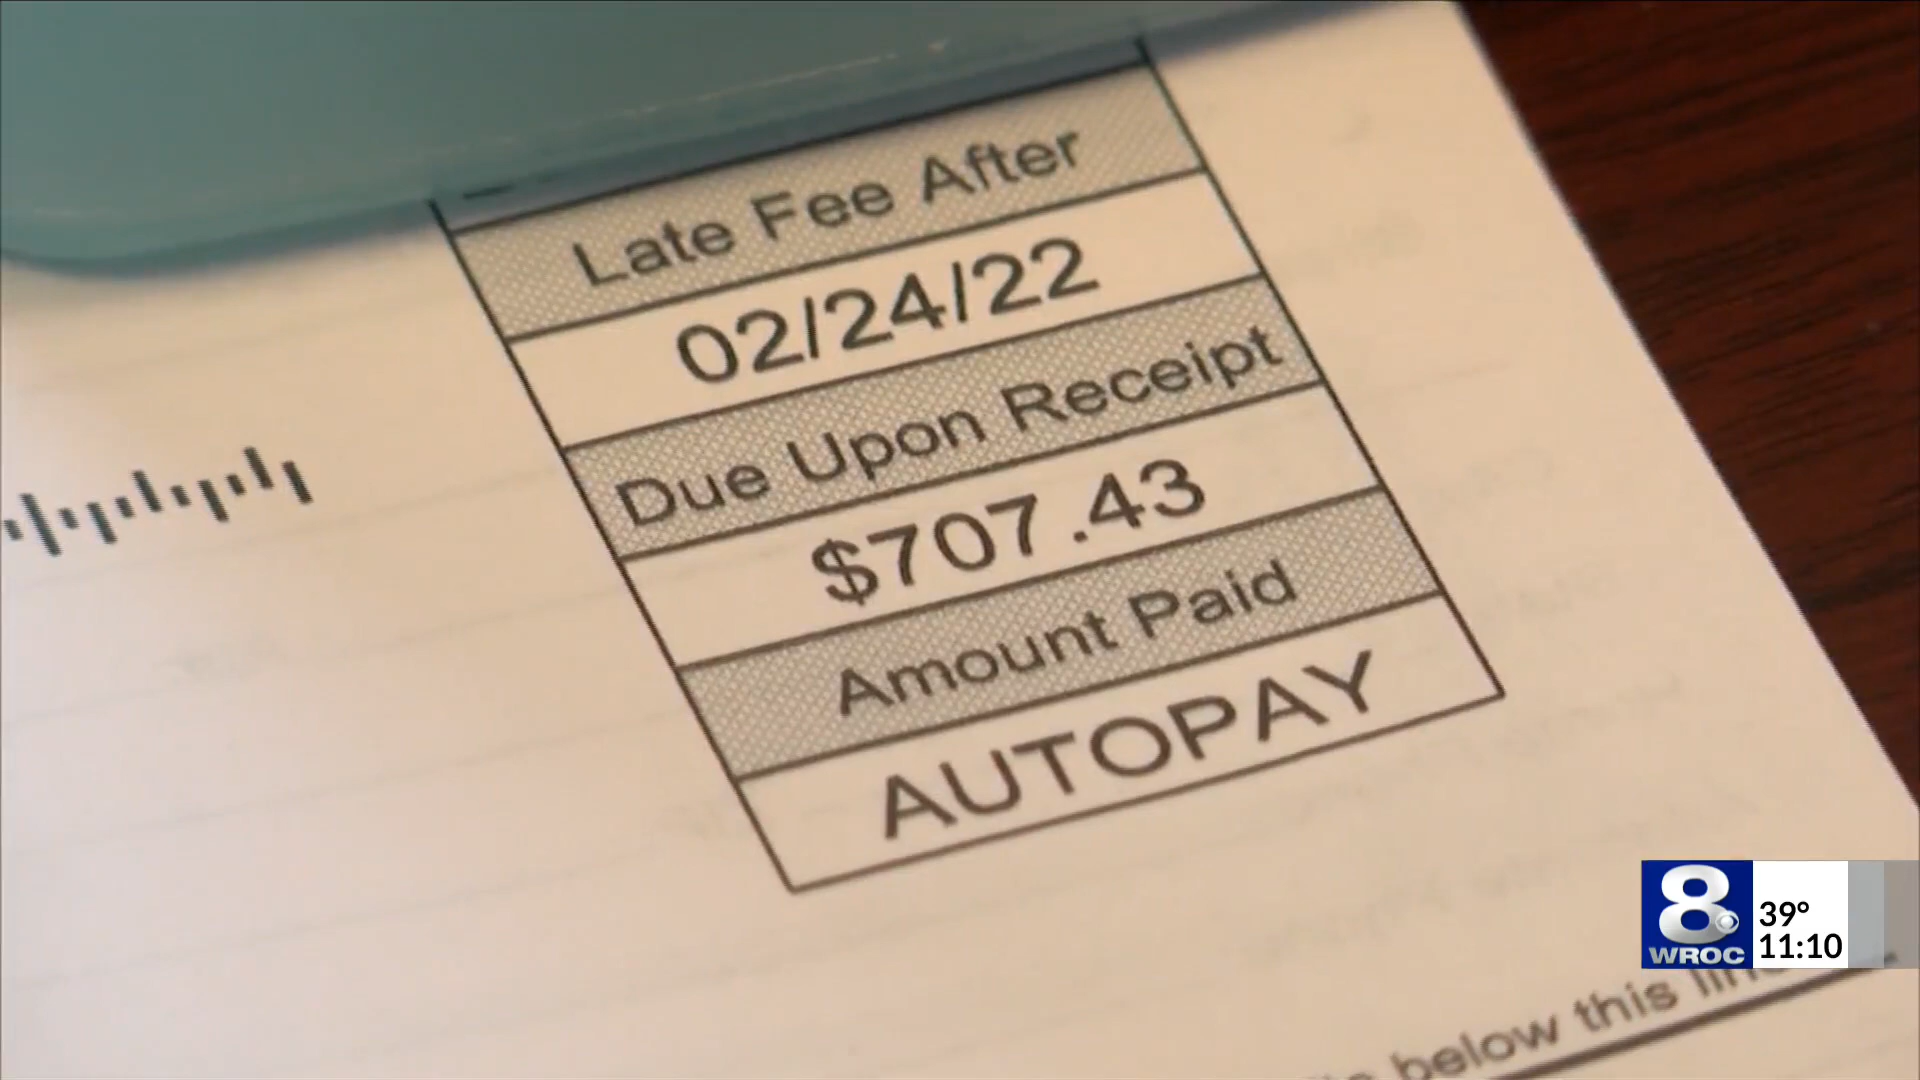 Late Fee After
02/24/22
Due Upon Receipt
$707.43
Amount Paid
AUTOPAY
8
WROC
39°
11:10
below this line